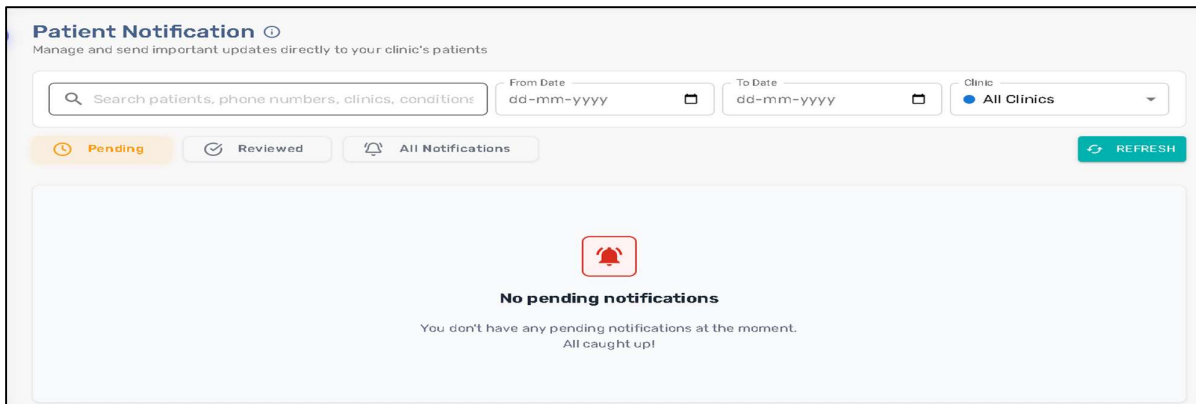 Patient Notification
Manage and send important updates directly to your clinic's patients
Search patients, phone numbers, clinics, conditions
From Date
dd-mm-yyyy
To Date
dd-mm-yyyy
Clinic
All Clinics
Pending
Reviewed
All Notifications
REFRESH
No pending notifications
You don't have any pending notifications at the moment.
All caught up!